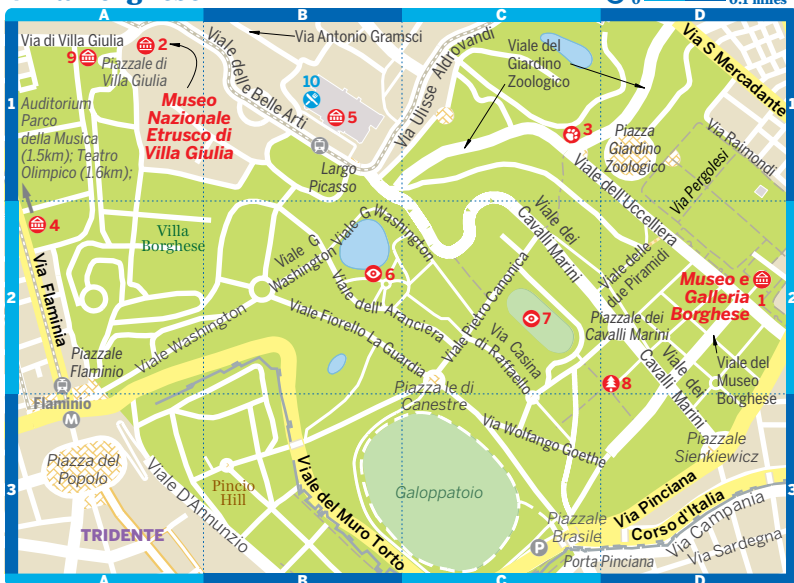 0 0.1 miles
A B C D
Via di Villa Giulia
2
Via Antonio Gramsci
9
Piazzale di
Villa Giulia
Viale delle Belle Arti
Viale del
Giardino
Zoologico
Via S Mercadante
10
5
1
1
Auditorium
Parco
della Musica
(1.5km); Teatro
Olimpico (1.6km);
Museo
Nazionale
Etrusco di
Villa Giulia
Via Ulisse Aldrovandi
3
Piazza
Giardino
Zoologico
Via Raimondi
Via Pergolesi
Largo
Picasso
Viale dell'Uccelliera
4
Villa
Borghese
Viale G
Washington
Viale G Washington
Viale dei
Cavalli Marini
6
Viale delle
due Piramidi
Museo e
Galleria
Borghese
1
2
2
Via Flaminia
Viale dell' Aranciera
Viale Pietro Canonica
7
Viale Washington
Viale Fiorello La Guardia
Via Casina
di Raffaello
Piazzale dei
Cavalli Marini
Viale dei
Cavalli Marini
Viale del
Museo
Borghese
Piazzale
Flaminio
8
Flaminio
M
Piazza le di
Canestre
Via Wolfango Goethe
Piazzale
Sienkiewicz
Piazza del
Popolo
Viale D'Annunzio
Pincio
Hill
Viale del Muro Torto
Galoppatoio
3
3
Via Pinciana
Corso d'Italia
Via Campania
Via Sardegna
TRIDENTE
Piazzale
Brasile
P
Porta Pinciana
A B C D